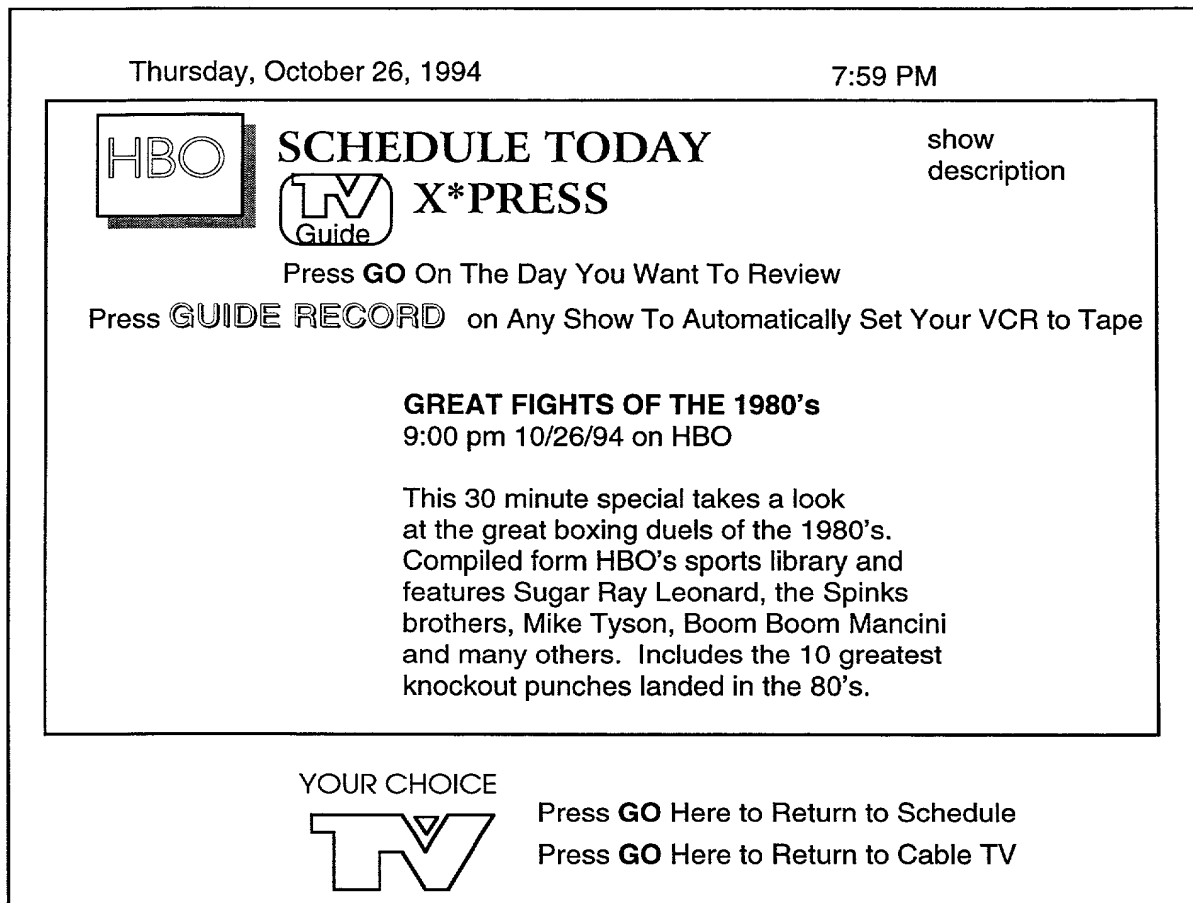 Thursday, October 26, 1994 7:59 PM
HBO SCHEDULE TODAY show
description
TV Guide X*PRESS
Press GO On The Day You Want To Review
Press GUIDE RECORD on Any Show To Automatically Set Your VCR to Tape
GREAT FIGHTS OF THE 1980's
9:00 pm 10/26/94 on HBO
This 30 minute special takes a look
at the great boxing duels of the 1980's.
Compiled form HBO's sports library and
features Sugar Ray Leonard, the Spinks
brothers, Mike Tyson, Boom Boom Mancini
and many others. Includes the 10 greatest
knockout punches landed in the 80's.
YOUR CHOICE
TV
Press GO Here to Return to Schedule
Press GO Here to Return to Cable TV